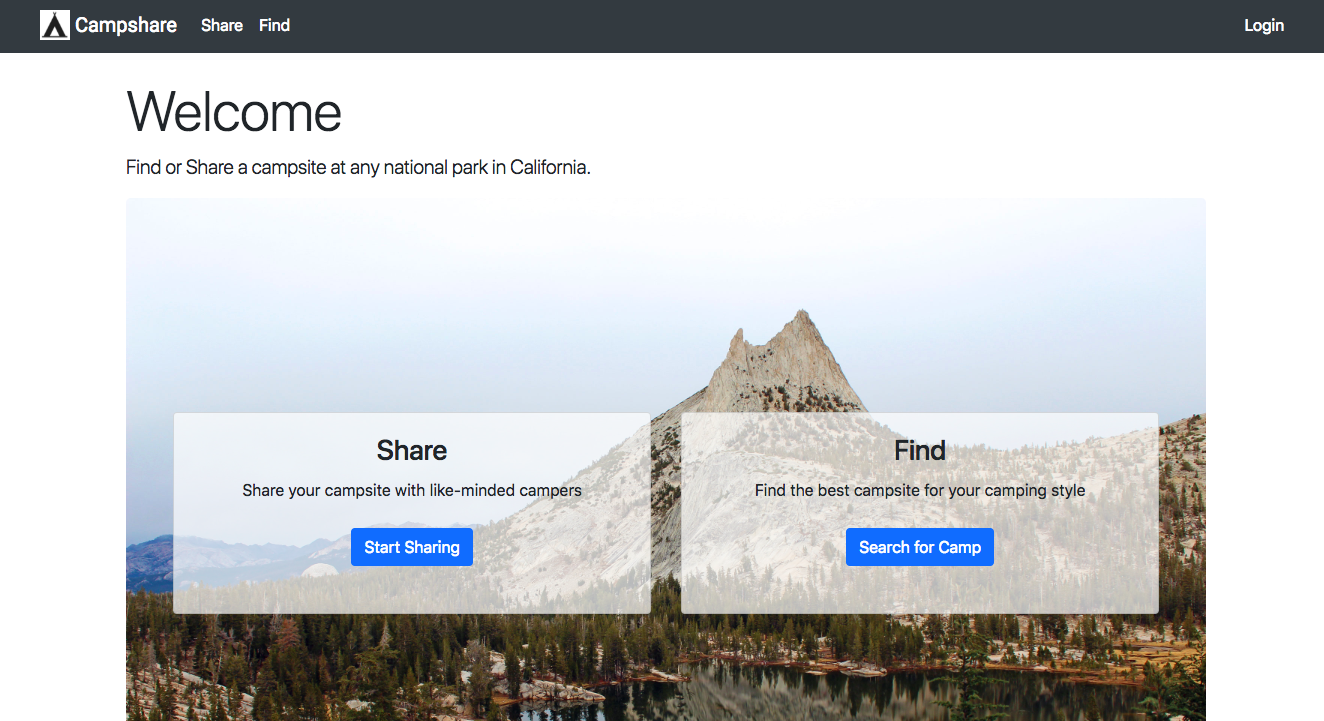 Campshare Share Find Login
Welcome
Find or Share a campsite at any national park in California.
Share
Share your campsite with like-minded campers
Start Sharing
Find
Find the best campsite for your camping style
Search for Camp